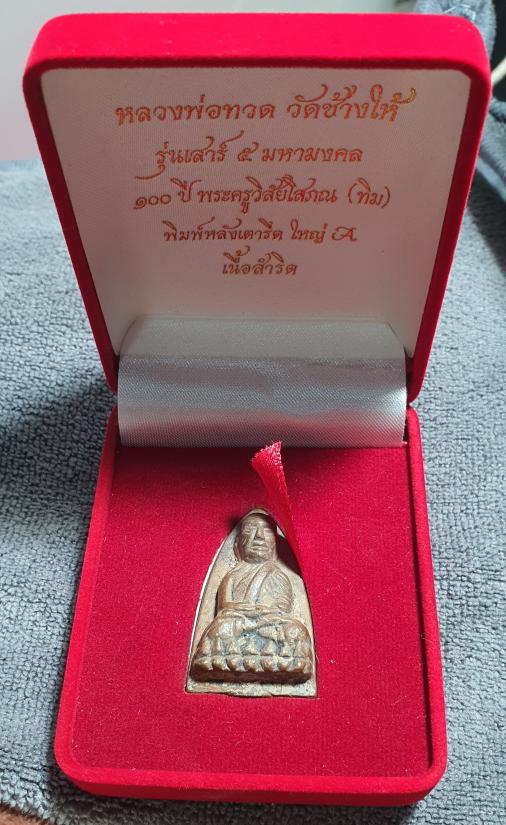 หลวงพ่อทวด วัดช้างให้
รุ่นเสาร์ ๕ มหามงคล
๑๐๐ ปี พระครูวิสัยโสภณ (ทิม)
พิมพ์หลังเตารีด ใหญ่ A
เนื้อสำริด